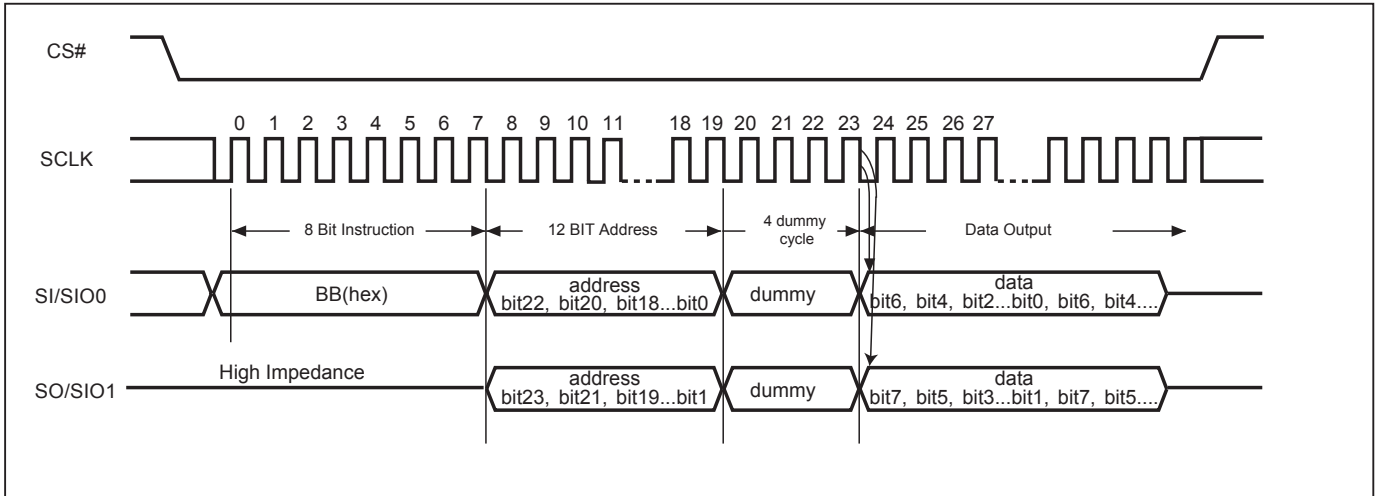 CS#
0 1 2 3 4 5 6 7 8 9 10 11 18 19 20 21 22 23 24 25 26 27
SCLK
8 Bit Instruction
12 BIT Address
4 dummy
cycle
Data Output
SI/SIO0
BB(hex)
address
bit22, bit20, bit18...bit0
dummy
data
bit6, bit4, bit2...bit0, bit6, bit4....
SO/SIO1
High Impedance
address
bit23, bit21, bit19...bit1
dummy
data
bit7, bit5, bit3...bit1, bit7, bit5....